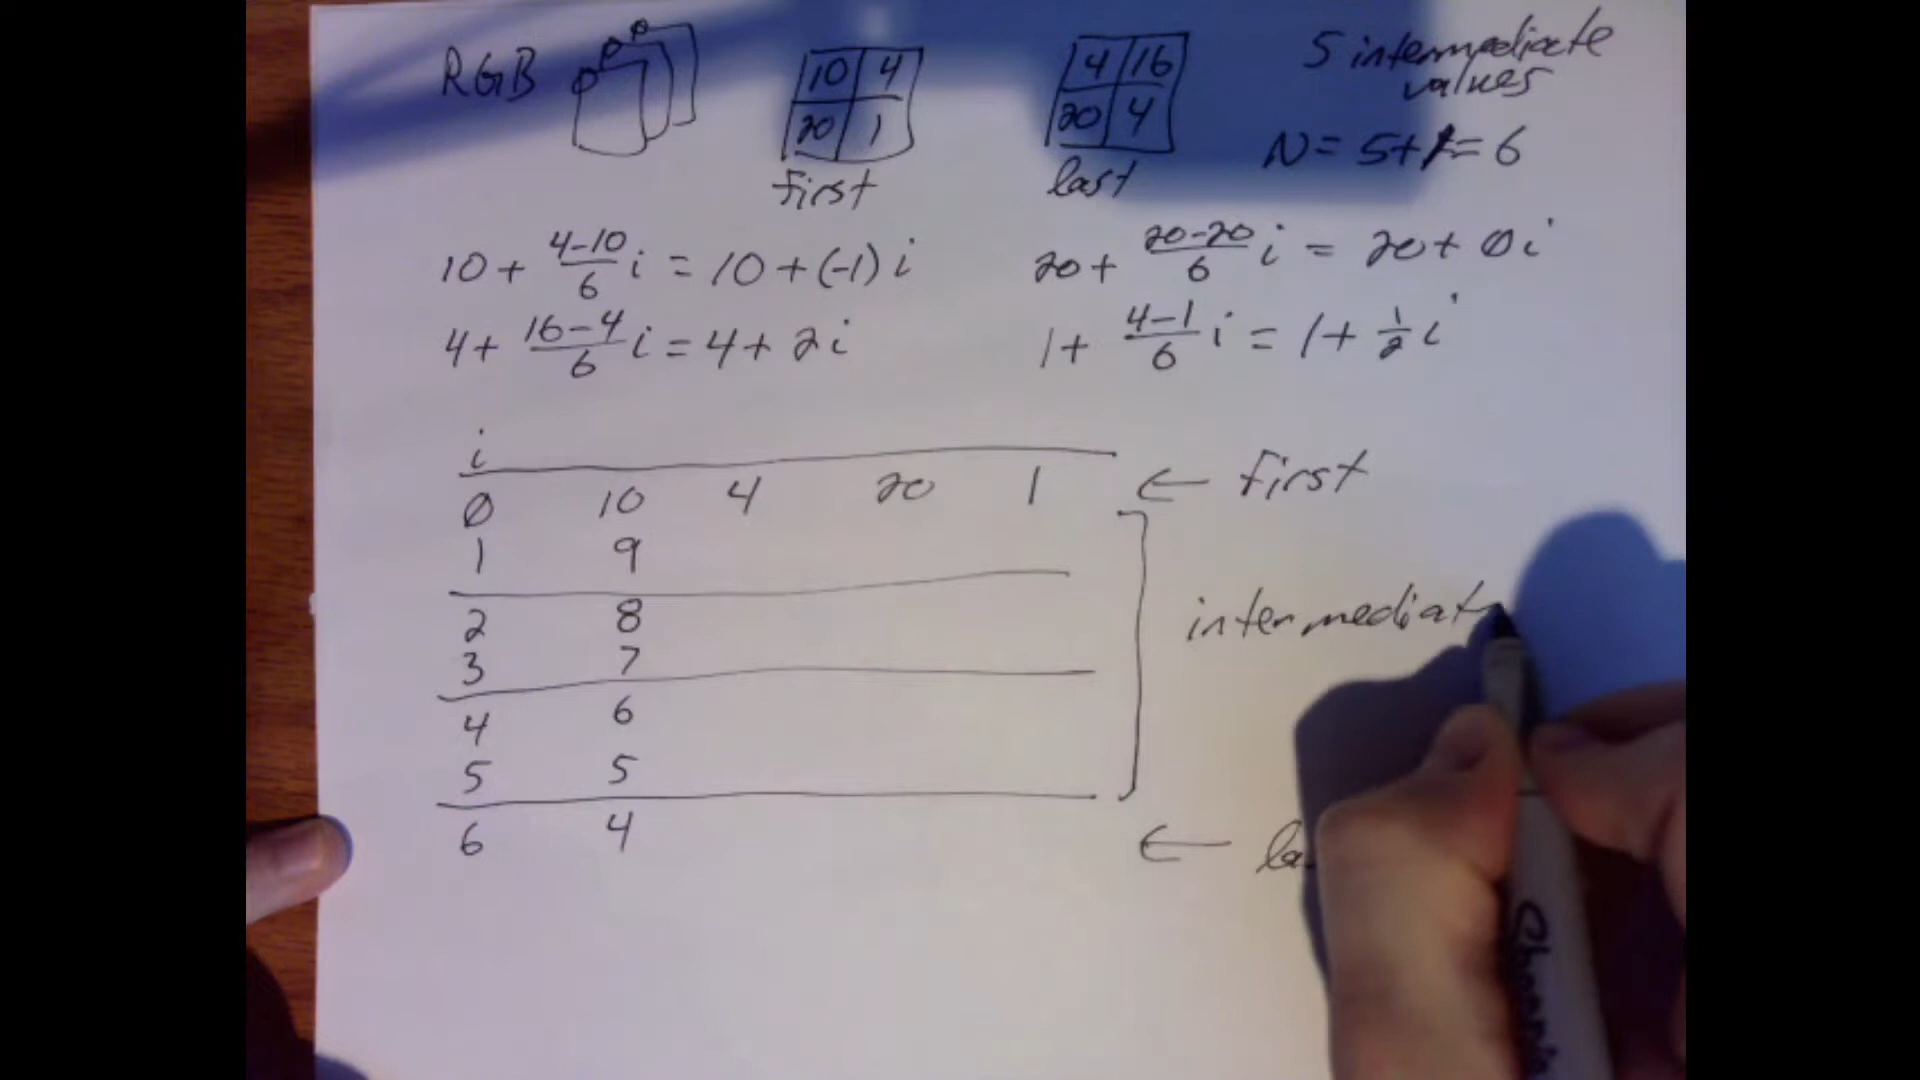 RGB
10 4
20 1
first
4 16
20 4
last
5 intermediate
values
N = 5+1 = 6
10 + 4-10/6 i = 10 + (-1) i
20 + 20-20/6 i = 20 + 0i
4 + 16-4/6 i = 4 + 2i
1 + 4-1/6 i = 1 + 1/2 i
i
0 10 4 20 1 ← first
1 9
2 8
intermediat
3 7
4 6
5 5
6 4 ← la
Sharpie